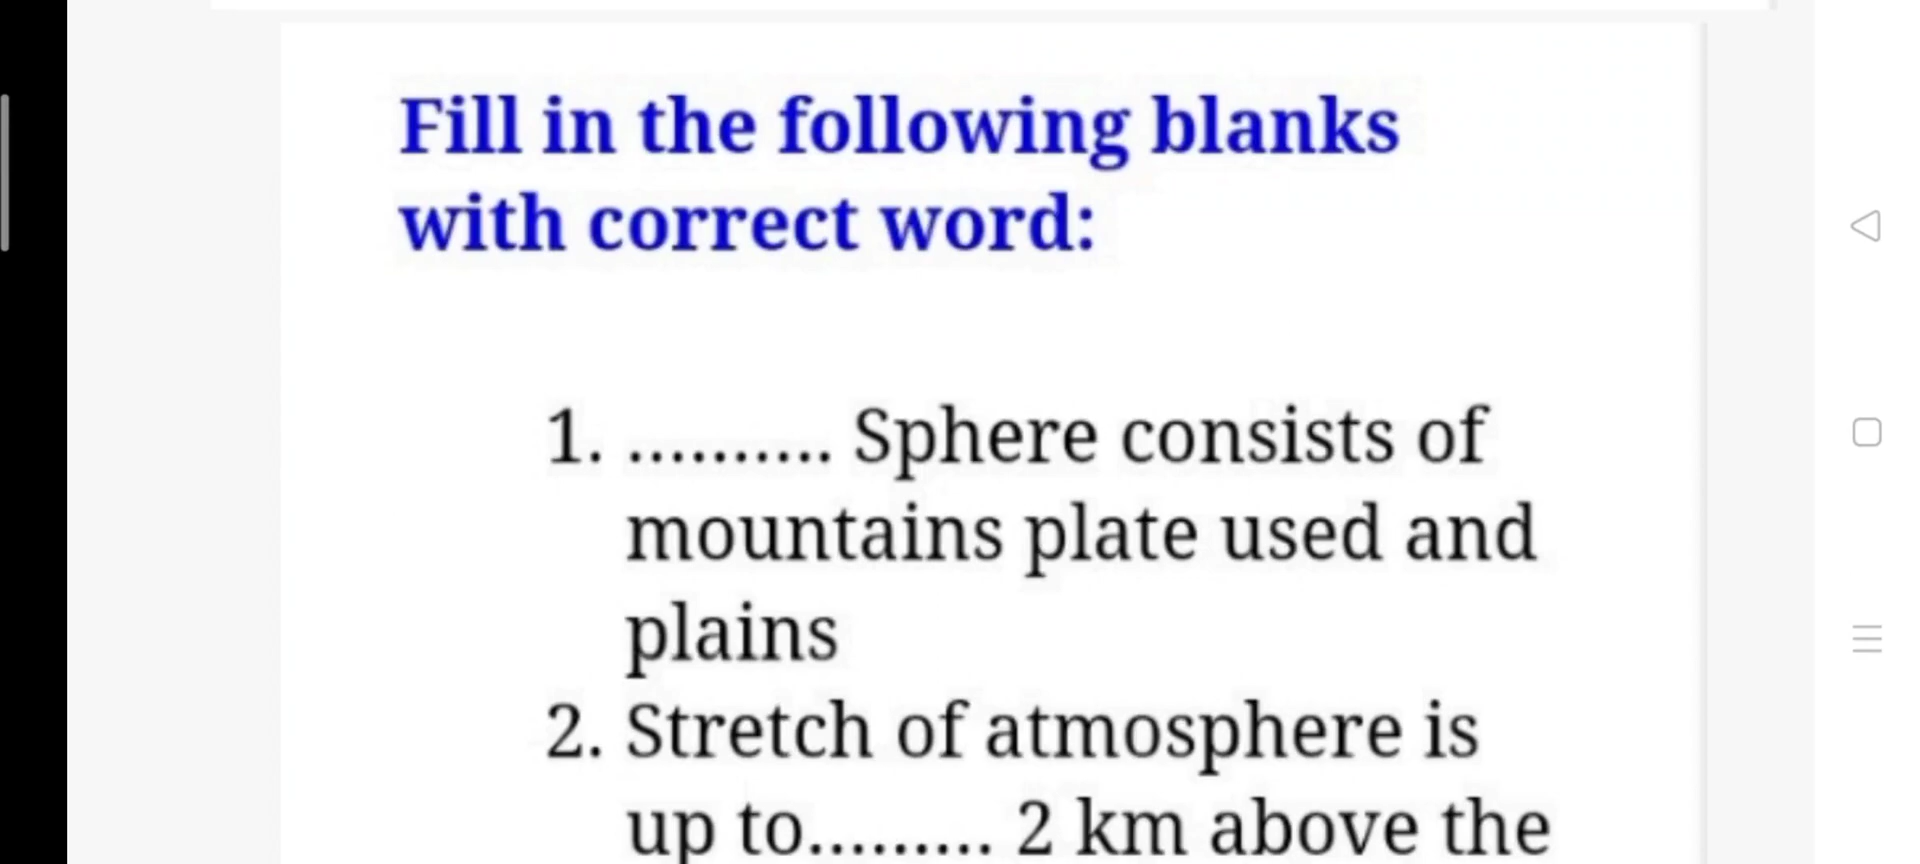 Fill in the following blanks
with correct word:
1. .......... Sphere consists of
mountains plate used and
plains
2. Stretch of atmosphere is
up to......... 2 km above the